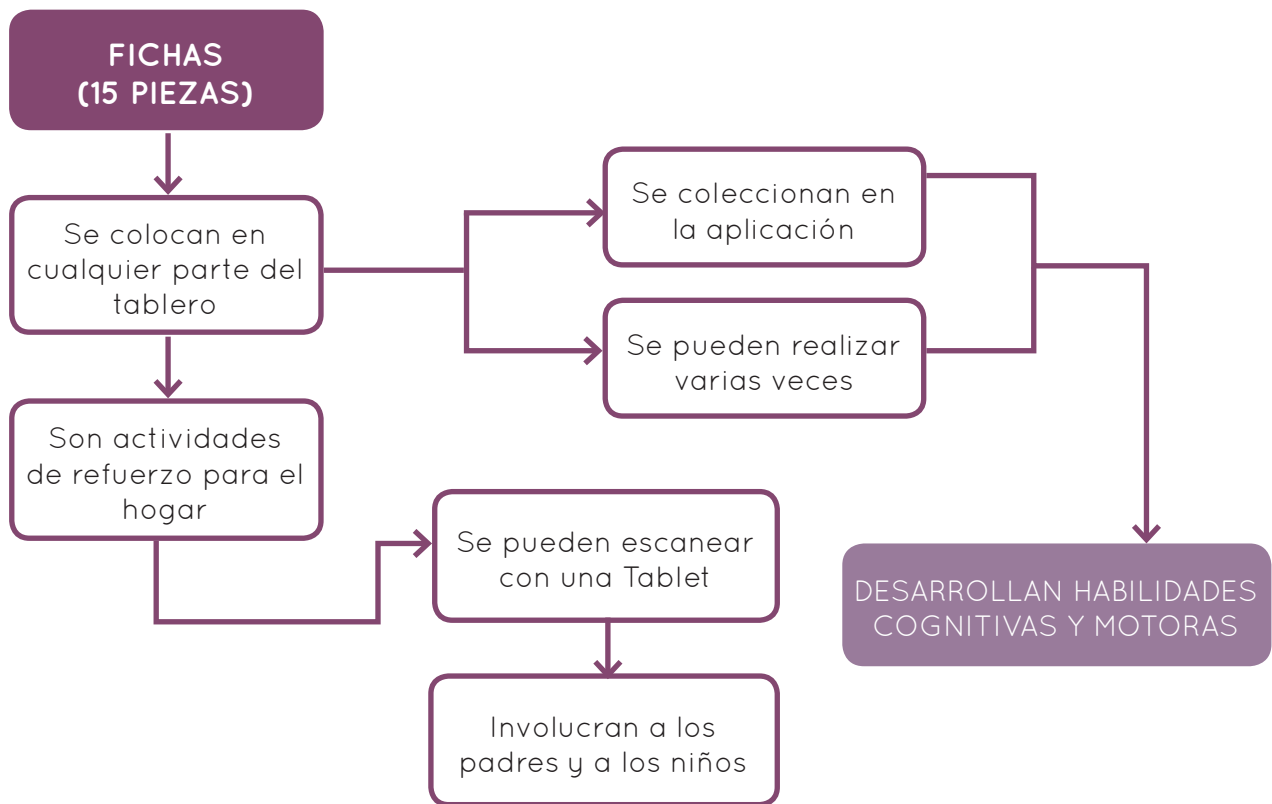 FICHAS
(15 PIEZAS)
Se colocan en
cualquier parte del
tablero
Se coleccionan en
la aplicación
Se pueden realizar
varias veces
Son actividades
de refuerzo para el
hogar
Se pueden escanear
con una Tablet
Involucran a los
padres y a los niños
DESARROLLAN HABILIDADES
COGNITIVAS Y MOTORAS